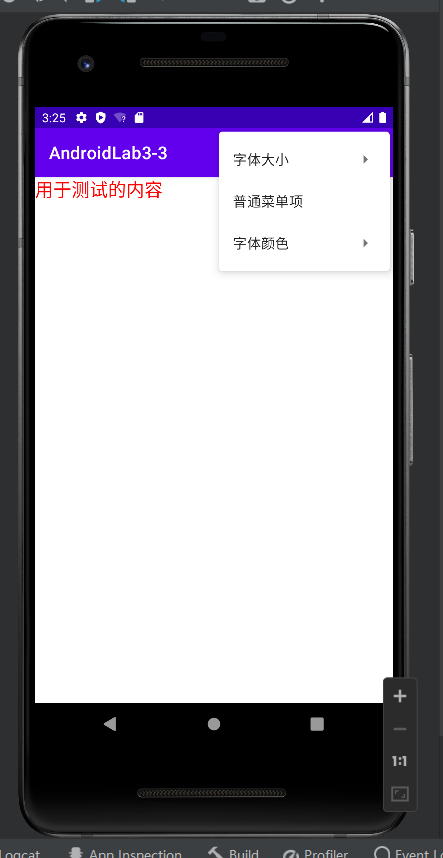 3:25
AndroidLab3-3
字体大小
普通菜单项
字体颜色
用于测试的内容
1:1
Logcat App Inspection Build Profiler Event Lo